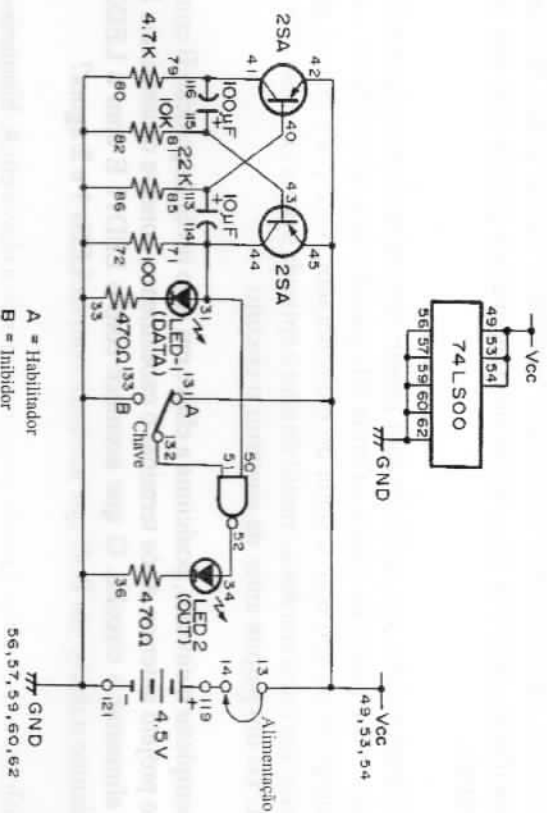 Vcc
49 53 54
74LS00
56 57 59 60 62
GND
Vcc
49, 53, 54
42
2SA
40
41
45
43
2SA
44
13
Alimentação
14
119
+
4,5V
-
121
79
116
115
+
100µF
4.7K
80
10K
81
82
22K
113
+
10µF
114
85
86
71
100
72
31
LED-1
(DATA)
470Ω
33
131
A
132
Chave
133
B
50
51
52
34
LED 2
(OUT)
470Ω
36
GND
56, 57, 59, 60, 62
A = Habilitador
B = Inibidor